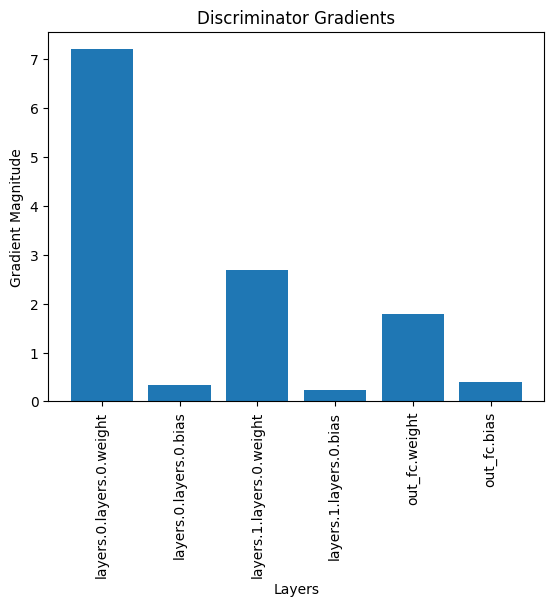 Discriminator Gradients
Gradient Magnitude
7
6
5
4
3
2
1
0
layers.0.layers.0.weight
layers.0.layers.0.bias
layers.1.layers.0.weight
layers.1.layers.0.bias
out_fc.weight
out_fc.bias
Layers